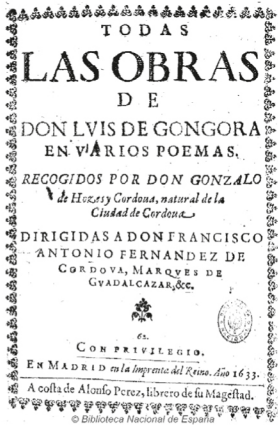 TODAS
LAS OBRAS
DE
DON LVIS DE GONGORA
EN VARIOS POEMAS.
RECOGIDOS POR DON GONZALO
de Hozes y Cordoua, natural de la
Ciudad de Cordoua
DIRIGIDAS A DON FRANCISCO
ANTONIO FERNANDEZ DE
CORDOVA, MARQVES DE
GVADALCAZAR, &c.
62.
CON PRIVILEGIO.
EN MADRID en la Imprenta del Reino. Año 1633.
A costa de Alonso Perez, librero de su Magestad.
© Biblioteca Nacional de España